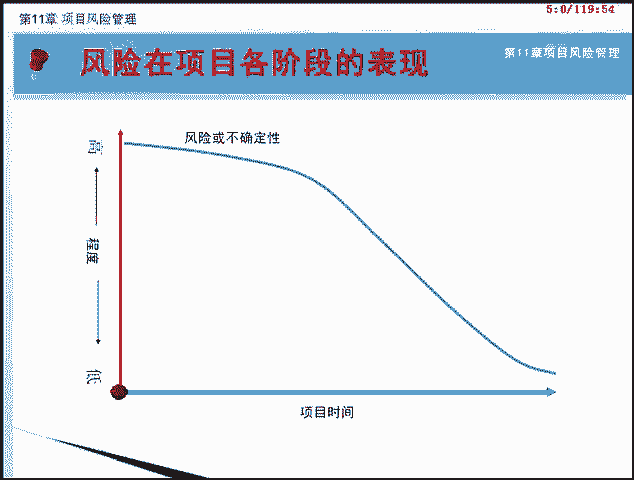 第11章 项目风险管理
5:0/119:54
风险在项目各阶段的表现
第11章项目风险管理
风险或不确定性
高
程度
低
项目时间